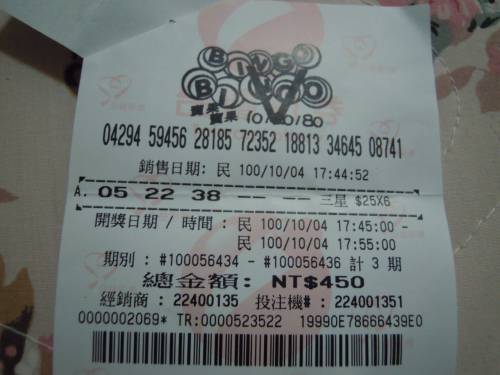 BINGO
BINGO
賓果
賓果
04294 59456 28185 72352 18813 34645 08741
銷售日期: 民 100/10/04 17:44:52
A. 05 22 38 -- -- -- 三星 $25X6
開獎日期 / 時間 : 民 100/10/04 17:45:00 -
民 100/10/04 17:55:00
期別 : #100056434 - #100056436 計 3 期
總金額: NT$450
經銷商 : 22400135 投注機# : 224001351
0000002069* TR:0000523522 19990E78666439E0